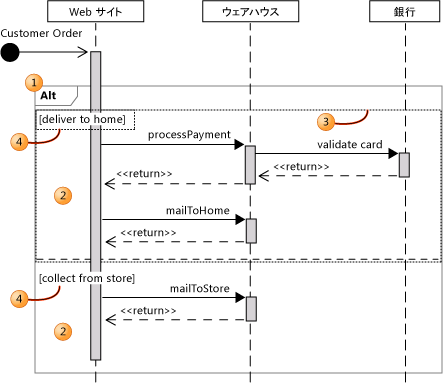 Web サイト
ウェアハウス
銀行
Customer Order
1
Alt
[deliver to home]
3
4
processPayment
validate card
<<return>>
<<return>>
2
mailToHome
<<return>>
[collect from store]
4
mailToStore
<<return>>
2